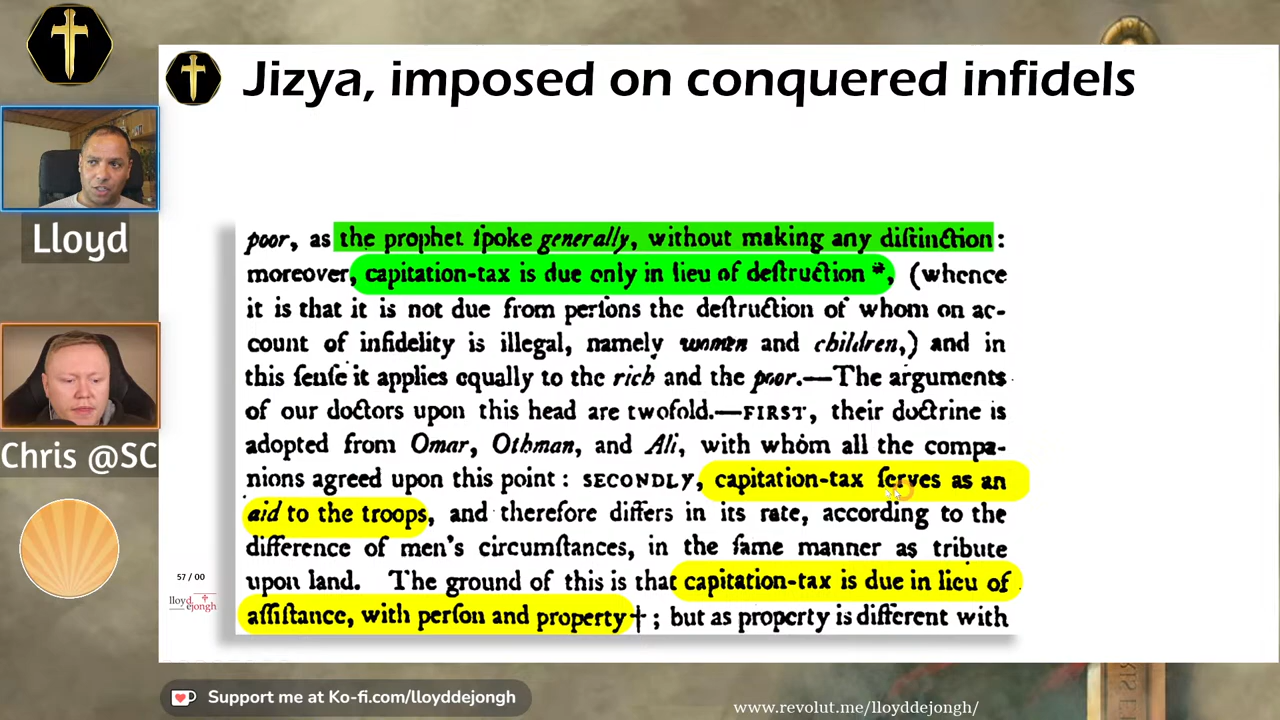 Jizya, imposed on conquered infidels
Lloyd
Chris @SC
poor, as the prophet ſpoke generally, without making any diſtinction:
moreover, capitation-tax is due only in lieu of deſtruction *, (whence
it is that it is not due from perſons the deſtruction of whom on ac-
count of infidelity is illegal, namely women and children,) and in
this ſenſe it applies equally to the rich and the poor.—The arguments
of our doctors upon this head are twofold.—FIRST, their doctrine is
adopted from Omar, Othman, and Ali, with whom all the compa-
nions agreed upon this point: SECONDLY, capitation-tax ſerves as an
aid to the troops, and therefore differs in its rate, according to the
difference of men's circumſtances, in the ſame manner as tribute
upon land. The ground of this is that capitation-tax is due in lieu of
aſſiſtance, with perſon and property†; but as property is different with
57 / 00
lloyd
dejongh
Support me at Ko-fi.com/lloyddejongh
www.revolut.me/lloyddejongh/